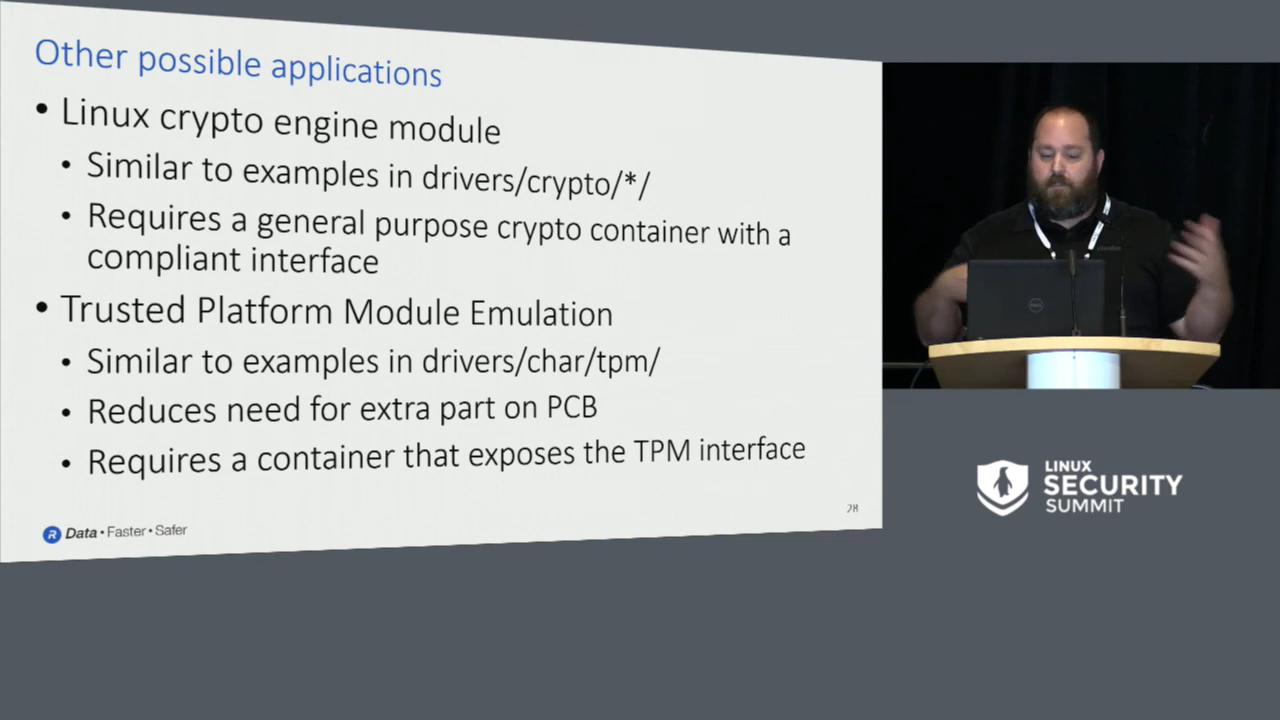 Other possible applications
• Linux crypto engine module
• Similar to examples in drivers/crypto/*/
• Requires a general purpose crypto container with a
compliant interface
• Trusted Platform Module Emulation
• Similar to examples in drivers/char/tpm/
• Reduces need for extra part on PCB
• Requires a container that exposes the TPM interface
28
R Data • Faster • Safer
DELL
LINUX
SECURITY
SUMMIT